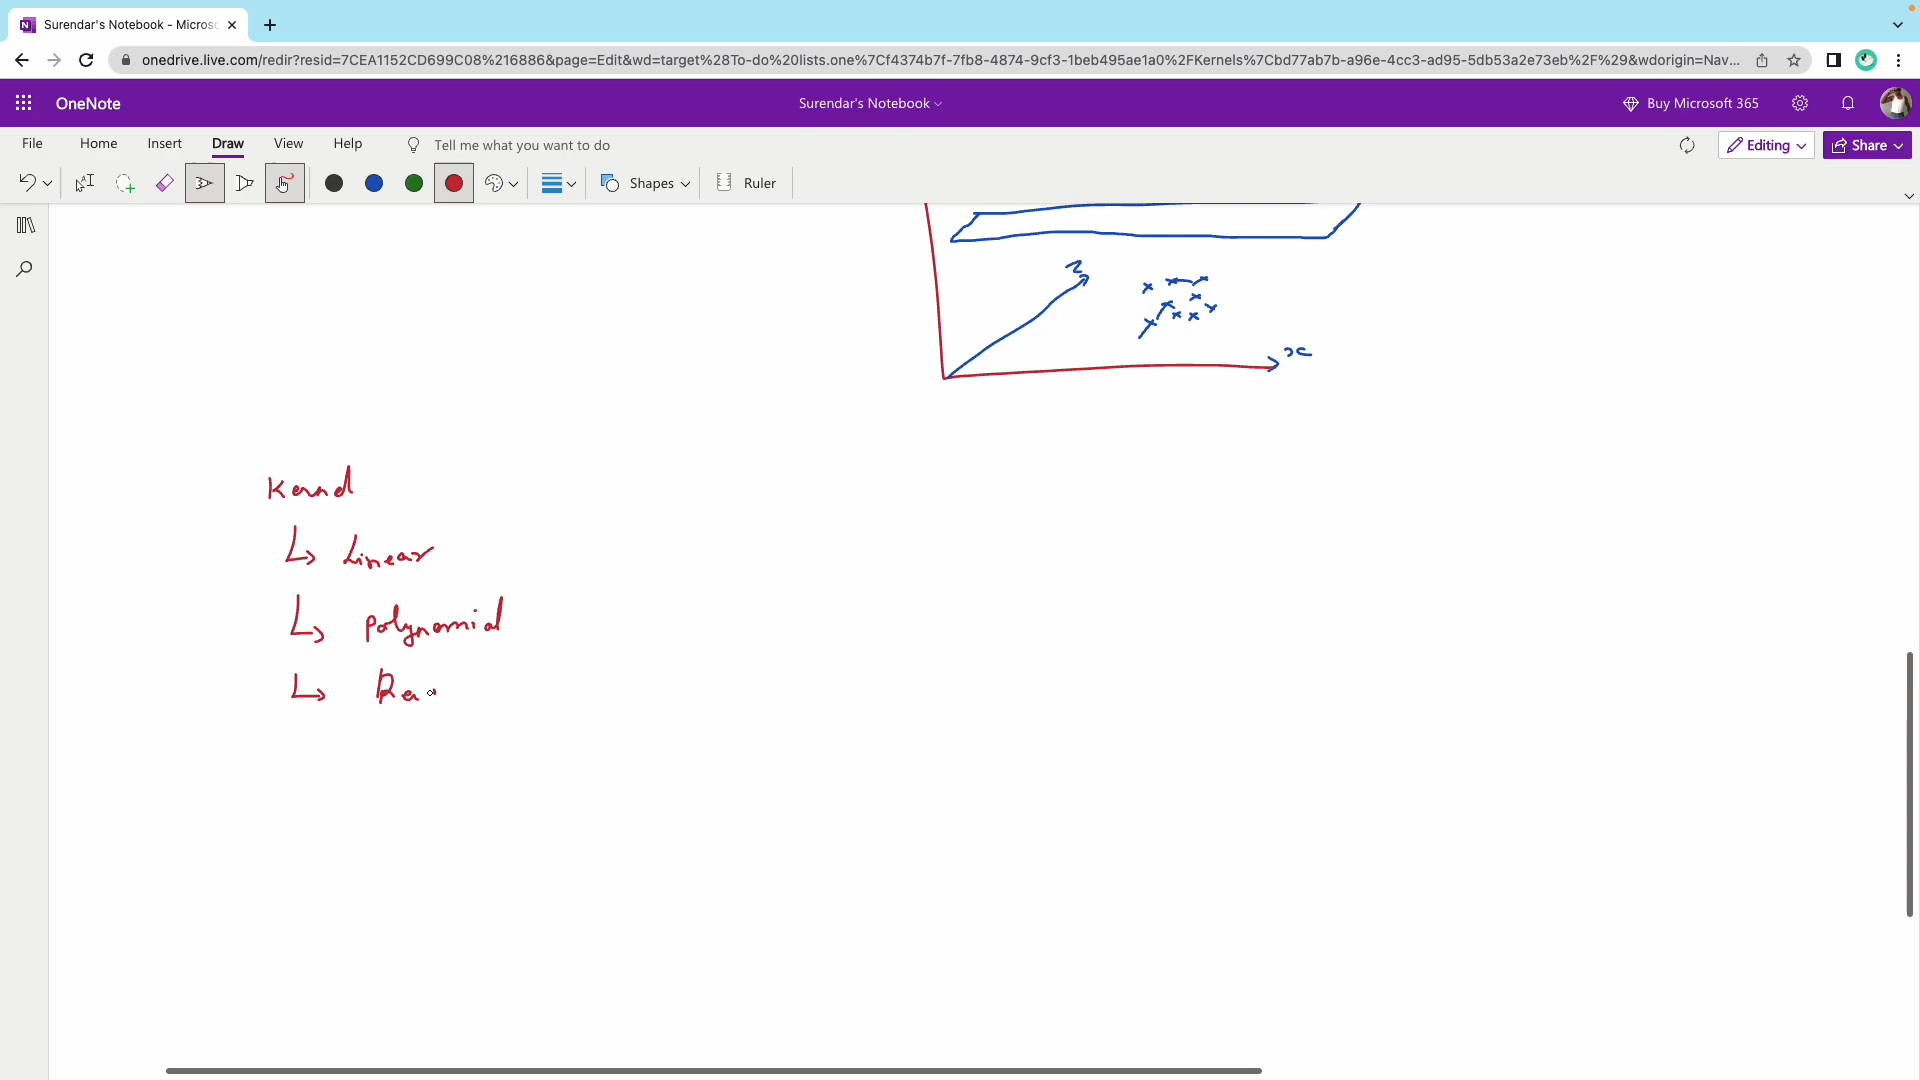 Surendar's Notebook - Micros
onedrive.live.com/redir?resid=7CEA1152CD699C08%216886&page=Edit&wd=target%28To-do%20lists.one%7Cf4374b7f-7fb8-4874-9cf3-1beb495ae1a0%2FKernels%7Cbd77ab7b-a96e-4cc3-ad95-5db53a2e73eb%2F%29&wdorigin=Nav...
OneNote
Surendar's Notebook
Buy Microsoft 365
File Home Insert Draw View Help Tell me what you want to do
Editing
Share
Shapes
Ruler
z
x
Kernel
Linear
Polynomial